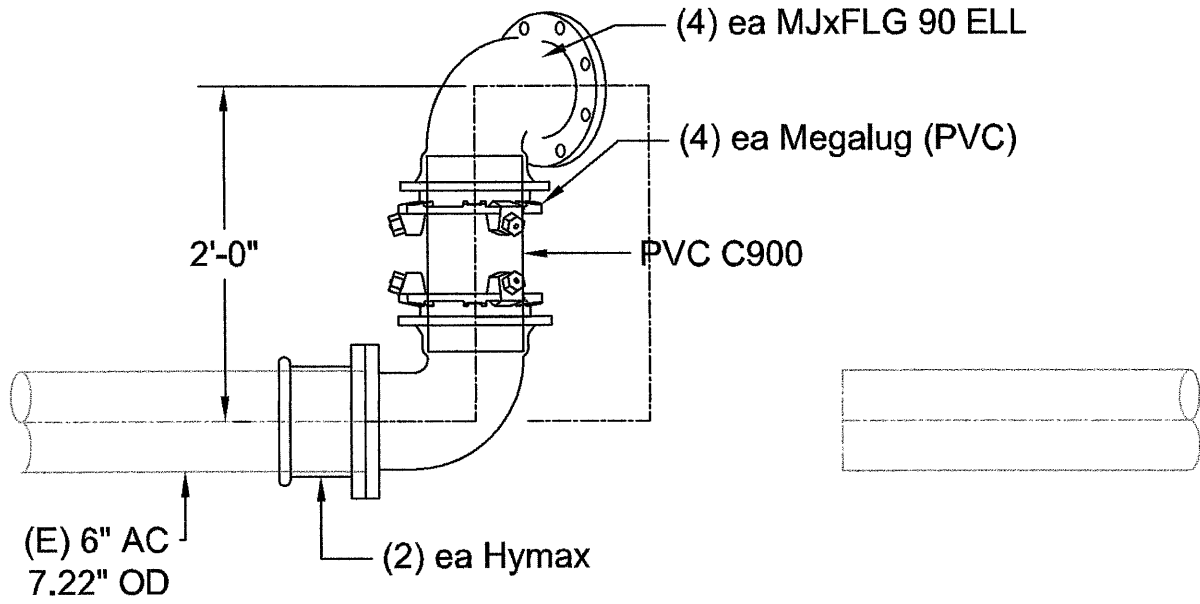 (4) ea MJxFLG 90 ELL
(4) ea Megalug (PVC)
2'-0"
PVC C900
(E) 6" AC
7.22" OD
(2) ea Hymax